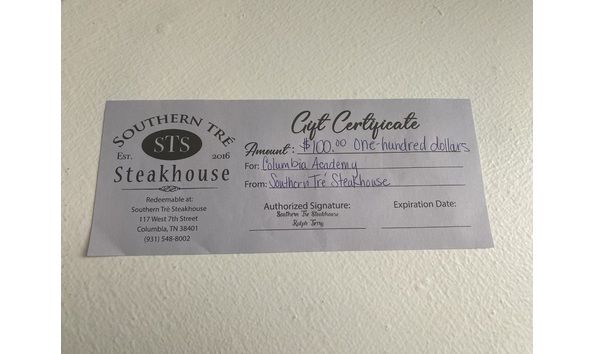 SOUTHERN TRÉ
STS
EST. 2016
Steakhouse
Redeemable at:
Southern Tré Steakhouse
117 West 7th Street
Columbia, TN 38401
(931) 548-8002
Gift Certificate
Amount: $100.00 One-hundred dollars
For: Columbia Academy
From: Southern Tré Steakhouse
Authorized Signature:
Southern Tré Steakhouse
Expiration Date: